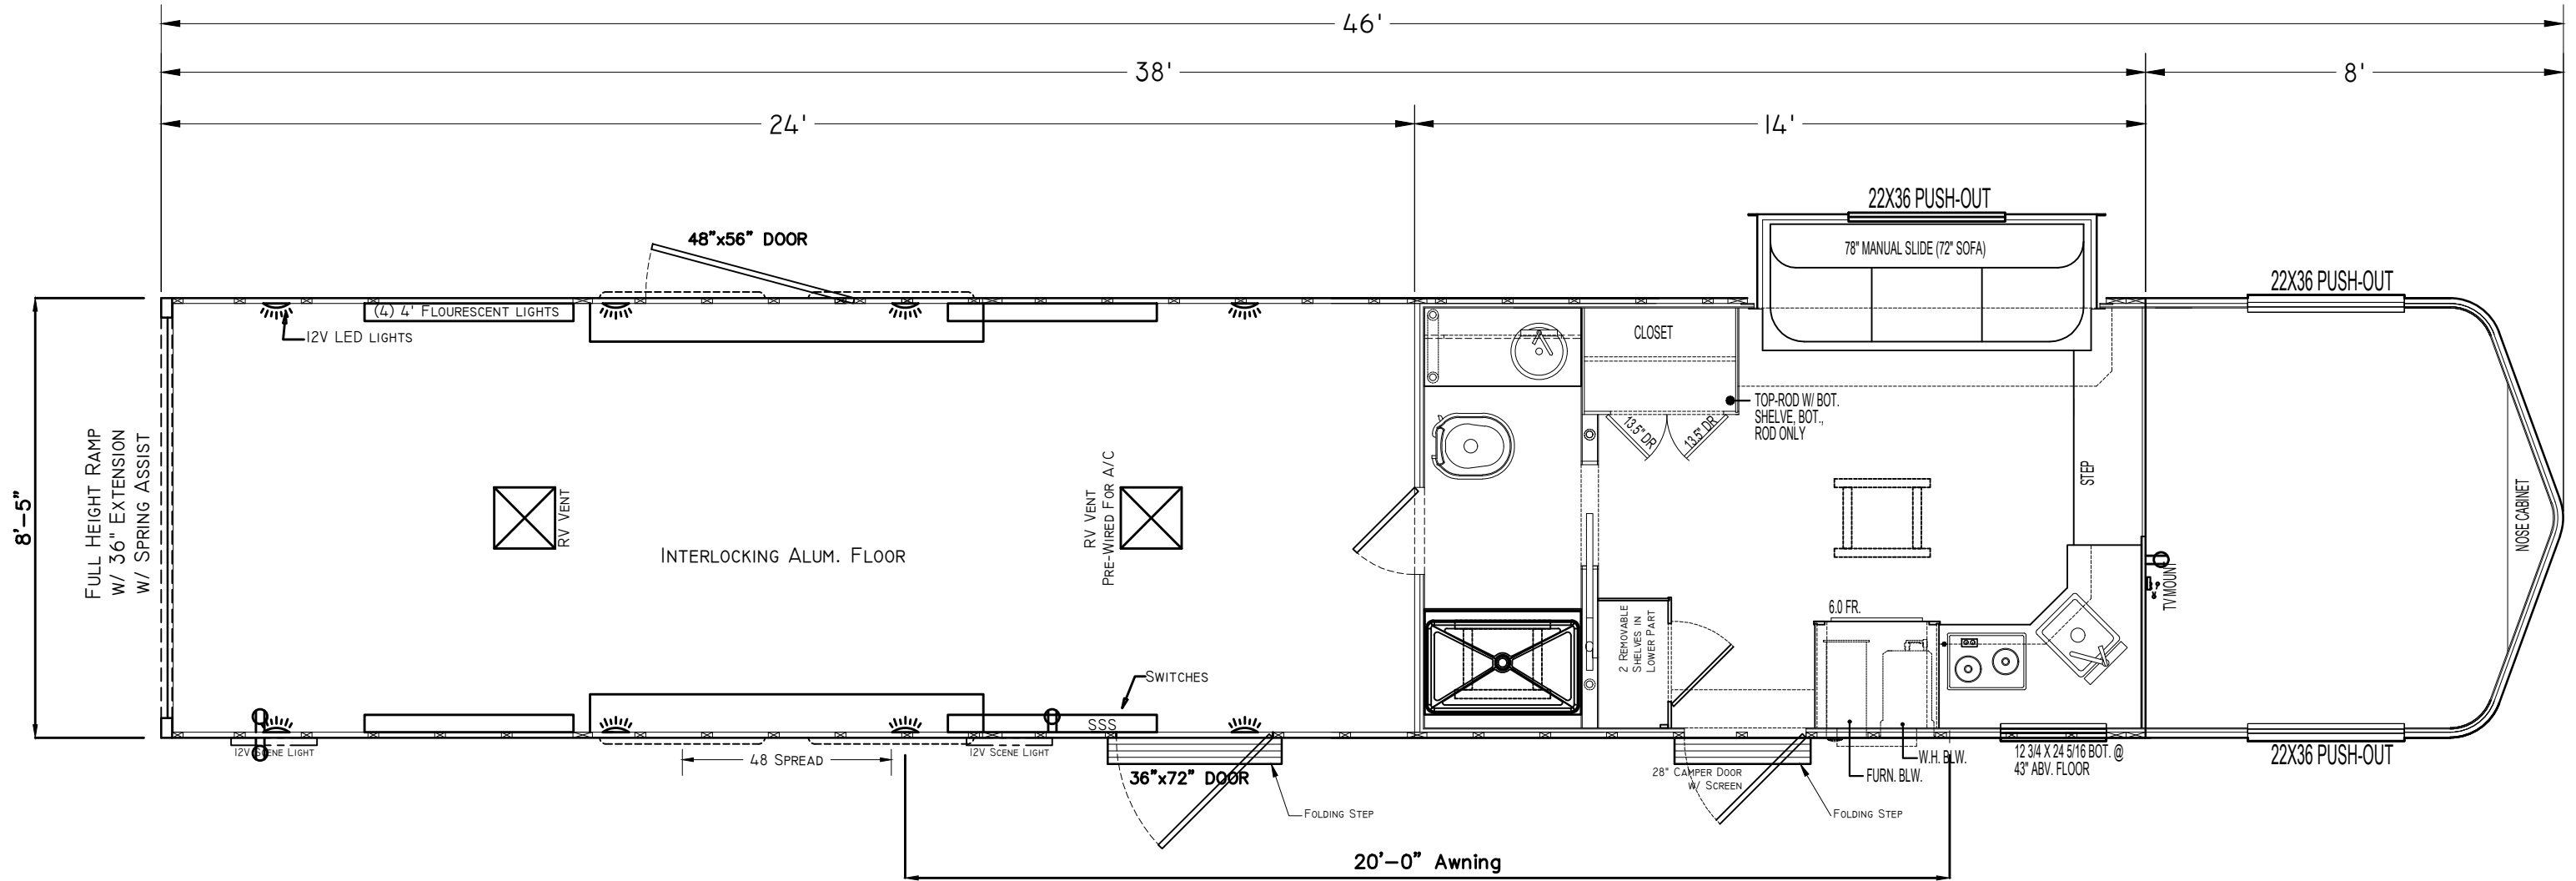 46'
38'
8'
24'
14'
22X36 PUSH-OUT
48"x56" DOOR
78" MANUAL SLIDE (72" SOFA)
22X36 PUSH-OUT
(4) 4' FLOURESCENT LIGHTS
12V LED LIGHTS
CLOSET
TOP-ROD W/ BOT.
SHELVE, BOT.,
ROD ONLY
13.5" DR
13.5" DR
8'-5"
FULL HEIGHT RAMP
W/ 36" EXTENSION
W/ SPRING ASSIST
RV VENT
INTERLOCKING ALUM. FLOOR
RV VENT
PRE-WIRED FOR A/C
STEP
NOSE CABINET
TV MOUNT
6.0 FR.
2 REMOVABLE
SHELVES IN
LOWER PART
SWITCHES
SSS
12V SCENE LIGHT
48 SPREAD
12V SCENE LIGHT
36"x72" DOOR
FOLDING STEP
28" CAMPER DOOR
W/ SCREEN
FOLDING STEP
FURN. BLW.
W.H. BLW.
12 3/4 X 24 5/16 BOT. @
43" ABV. FLOOR
22X36 PUSH-OUT
20'-0" Awning